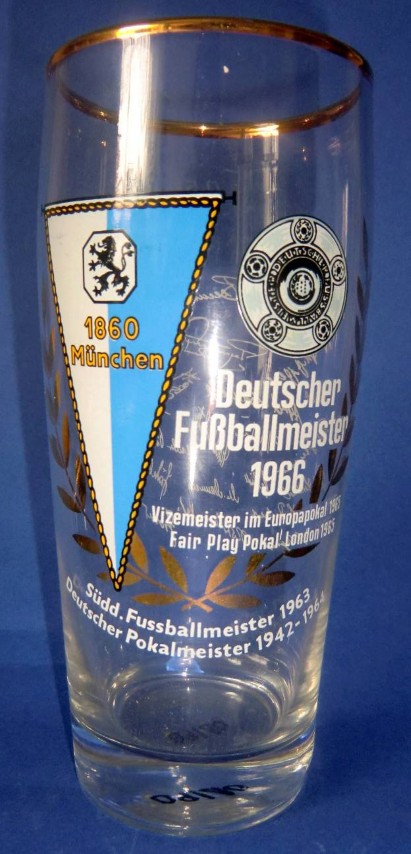 1860
München
Deutscher
Fußballmeister
1966
Vizemeister im Europapokal 1965
Fair Play Pokal London 1965
Südd. Fussballmeister 1963
Deutscher Pokalmeister 1942-1964